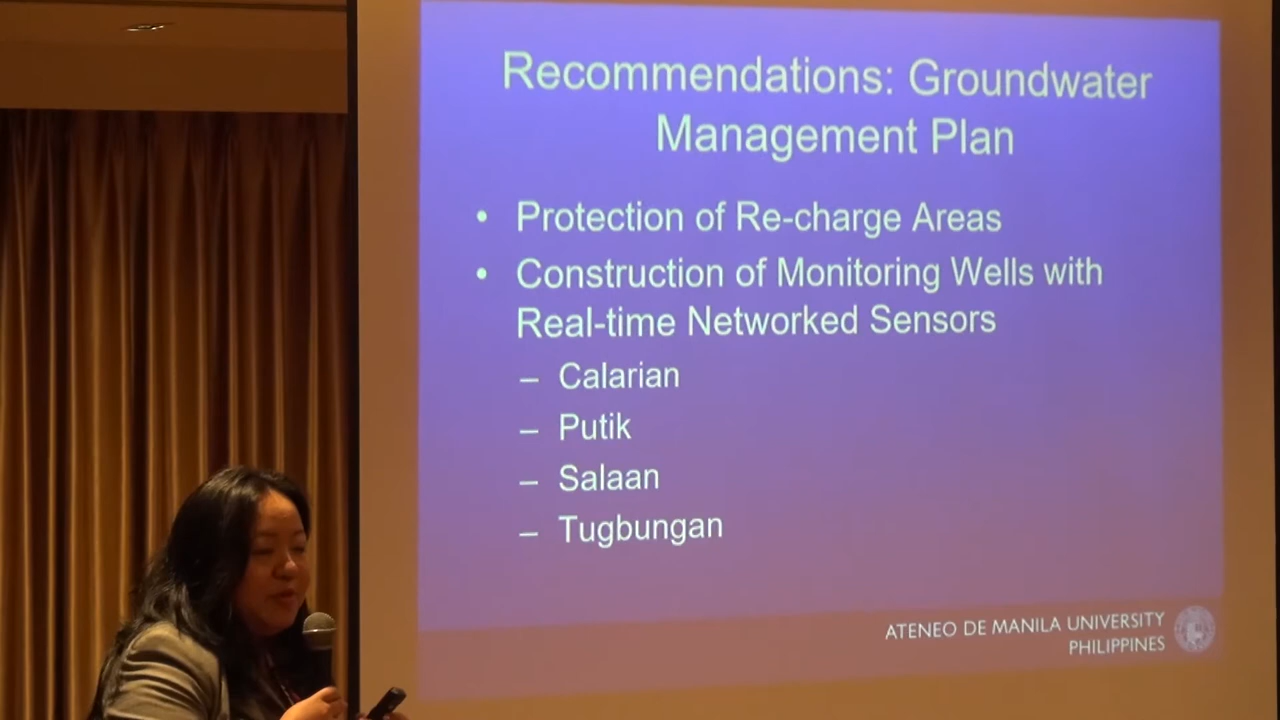 Recommendations: Groundwater
Management Plan
• Protection of Re-charge Areas
• Construction of Monitoring Wells with
Real-time Networked Sensors
– Calarian
– Putik
– Salaan
– Tugbungan
ATENEO DE MANILA UNIVERSITY
PHILIPPINES